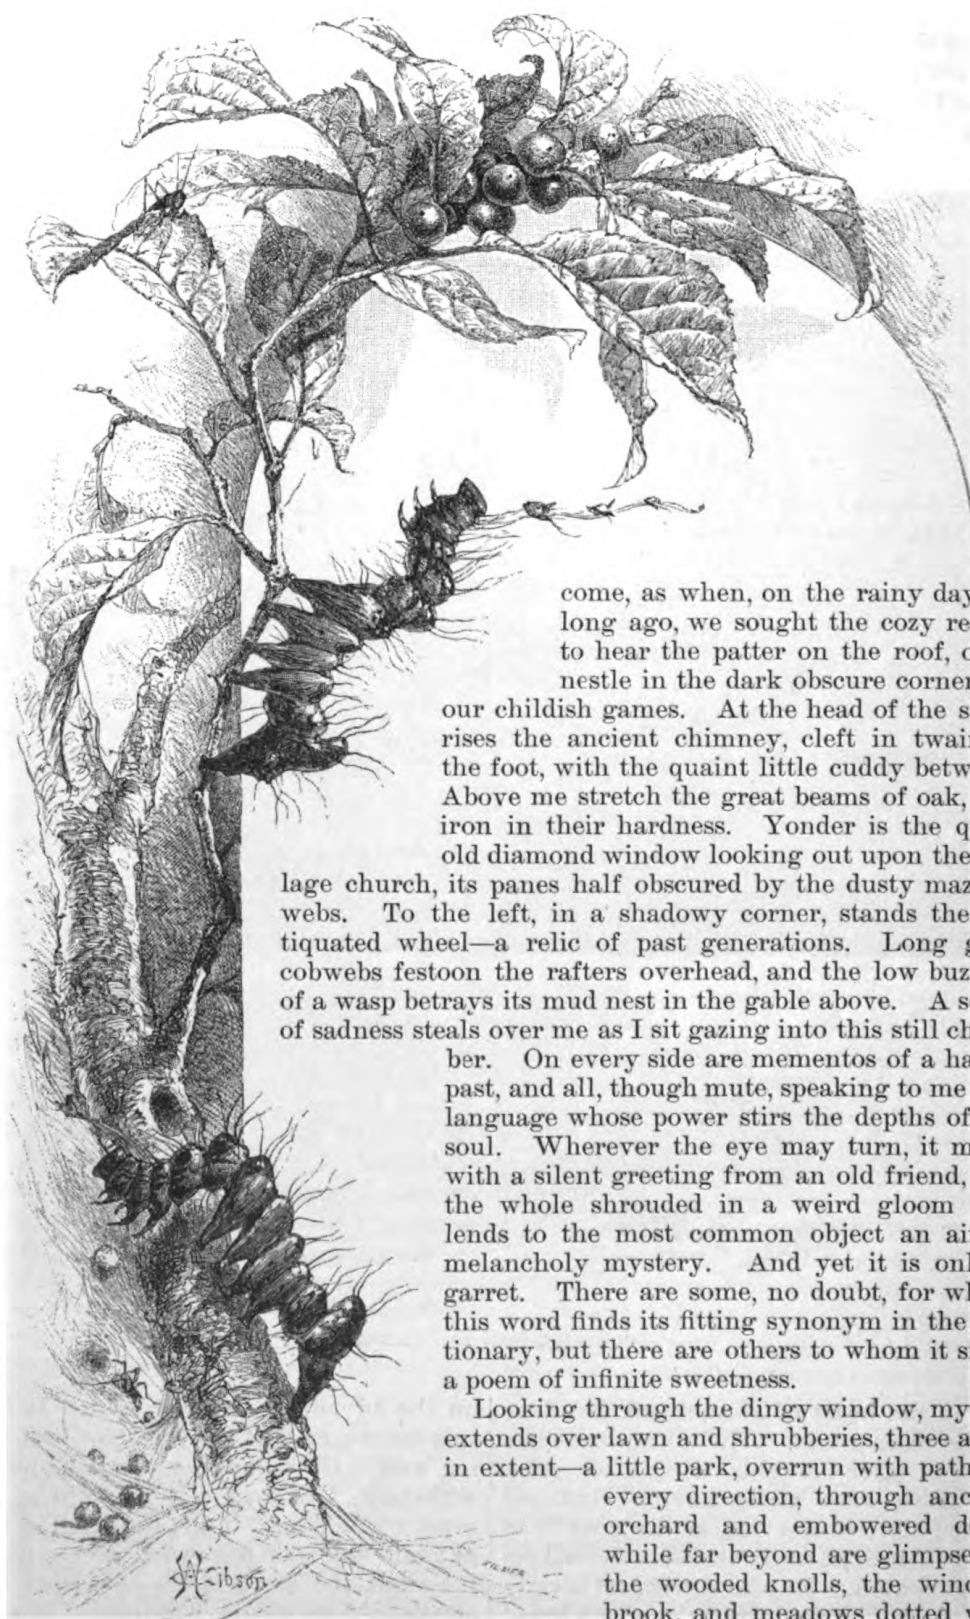 come, as when, on the rainy day
long ago, we sought the cozy re
to hear the patter on the roof, o
nestle in the dark obscure corner
our childish games. At the head of the s
rises the ancient chimney, cleft in twain
the foot, with the quaint little cuddy betw
Above me stretch the great beams of oak,
iron in their hardness. Yonder is the q
old diamond window looking out upon the
lage church, its panes half obscured by the dusty maz
webs. To the left, in a shadowy corner, stands the
tiquated wheel—a relic of past generations. Long g
cobwebs festoon the rafters overhead, and the low buz
of a wasp betrays its mud nest in the gable above. A s
of sadness steals over me as I sit gazing into this still ch
ber. On every side are mementos of a ha
past, and all, though mute, speaking to me
language whose power stirs the depths of
soul. Wherever the eye may turn, it m
with a silent greeting from an old friend,
the whole shrouded in a weird gloom
lends to the most common object an ai
melancholy mystery. And yet it is onl
garret. There are some, no doubt, for wh
this word finds its fitting synonym in the
tionary, but there are others to whom it s
a poem of infinite sweetness.
Looking through the dingy window, my
extends over lawn and shrubberies, three a
in extent—a little park, overrun with path
every direction, through anc
orchard and embowered d
while far beyond are glimpse
the wooded knolls, the wind
brook, and meadows dotted
W Gibson